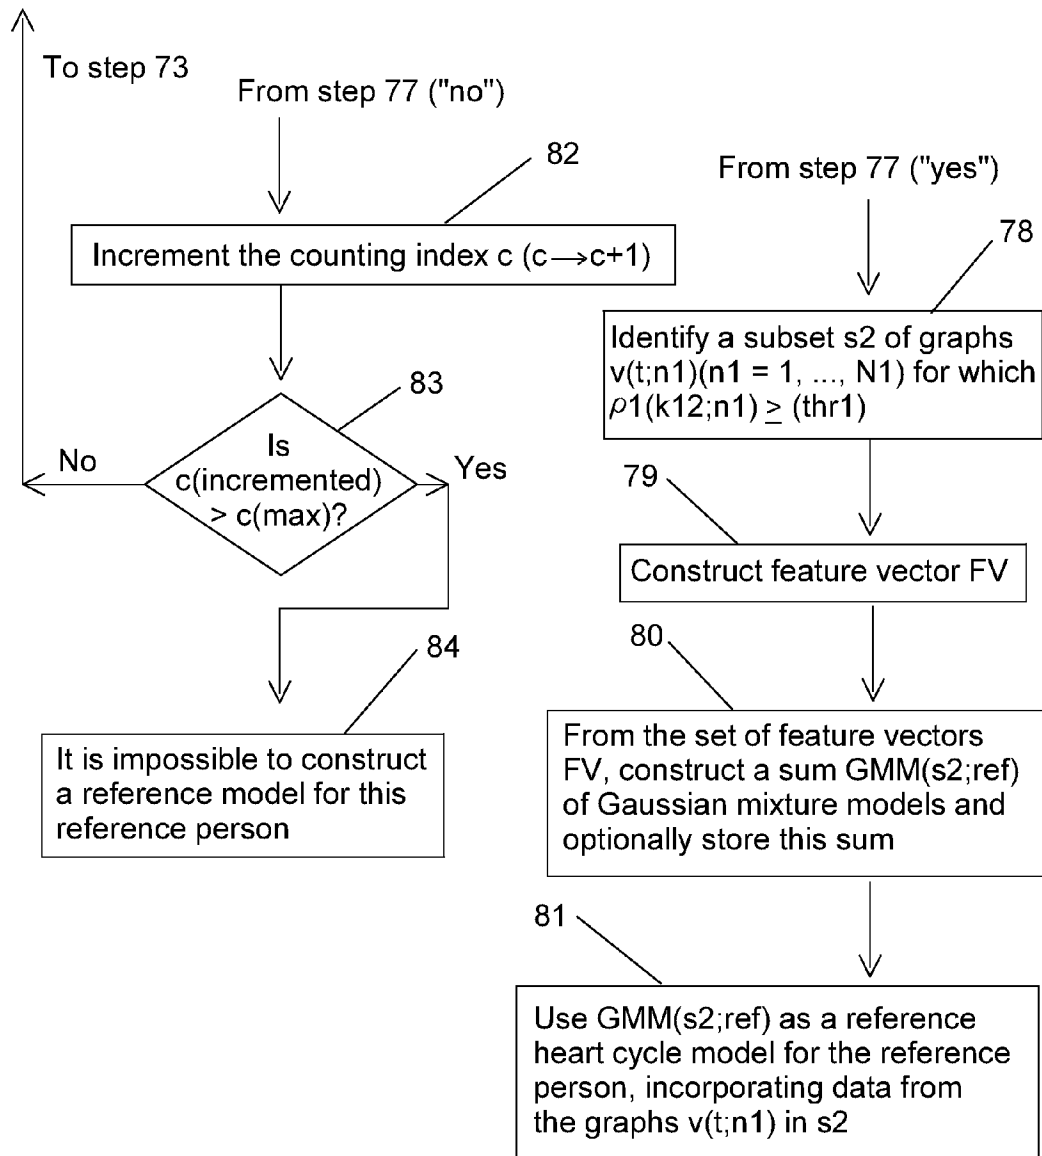 To step 73
From step 77 ("no")
82
Increment the counting index c (c→c+1)
83
Is
c(incremented)
> c(max)?
No
Yes
84
It is impossible to construct
a reference model for this
reference person
From step 77 ("yes")
78
Identify a subset s2 of graphs
v(t;n1)(n1 = 1, ..., N1) for which
ρ1(k12;n1) ≥ (thr1)
79
Construct feature vector FV
80
From the set of feature vectors
FV, construct a sum GMM(s2;ref)
of Gaussian mixture models and
optionally store this sum
81
Use GMM(s2;ref) as a reference
heart cycle model for the reference
person, incorporating data from
the graphs v(t;n1) in s2